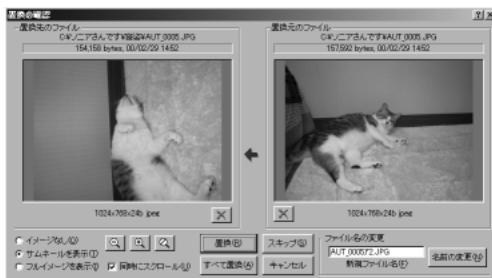 置換の確認
置換先のファイル
C:¥ソニアさんです¥寝姿¥AUT_0005.JPG
154,158 bytes, 00/02/29 14:52
1024x768x24b jpeg
置換元のファイル
C:¥ソニアさんです¥AUT_0005.JPG
157,592 bytes, 00/02/29 14:52
1024x768x24b jpeg
イメージなし(O)
サムネールを表示(T)
フルイメージを表示(I)
同時にスクロール(U)
置換(R)
すべて置換(A)
スキップ(S)
キャンセル
ファイル名の変更
AUT_000572.JPG
新規ファイル名(F)
名前の変更(N)